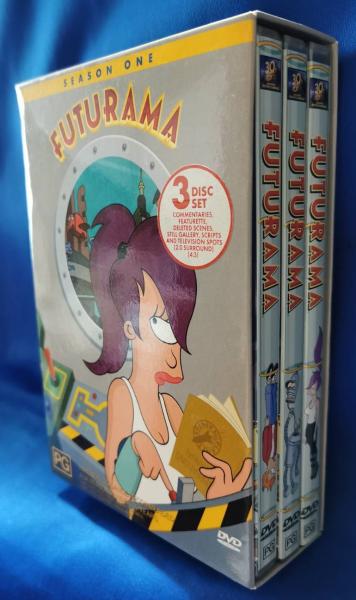 SEASON ONE
FUTURAMA
3 DISC
SET
COMMENTARIES,
FEATURETTE,
DELETED SCENES,
STILL GALLERY, SCRIPTS
AND TELEVISION SPOTS
(2.0 SURROUND)
(4:3)
PG
DVD
FUTURAMA
DVD
PG
FUTURAMA
DVD
PG
FUTURAMA
DVD
PG